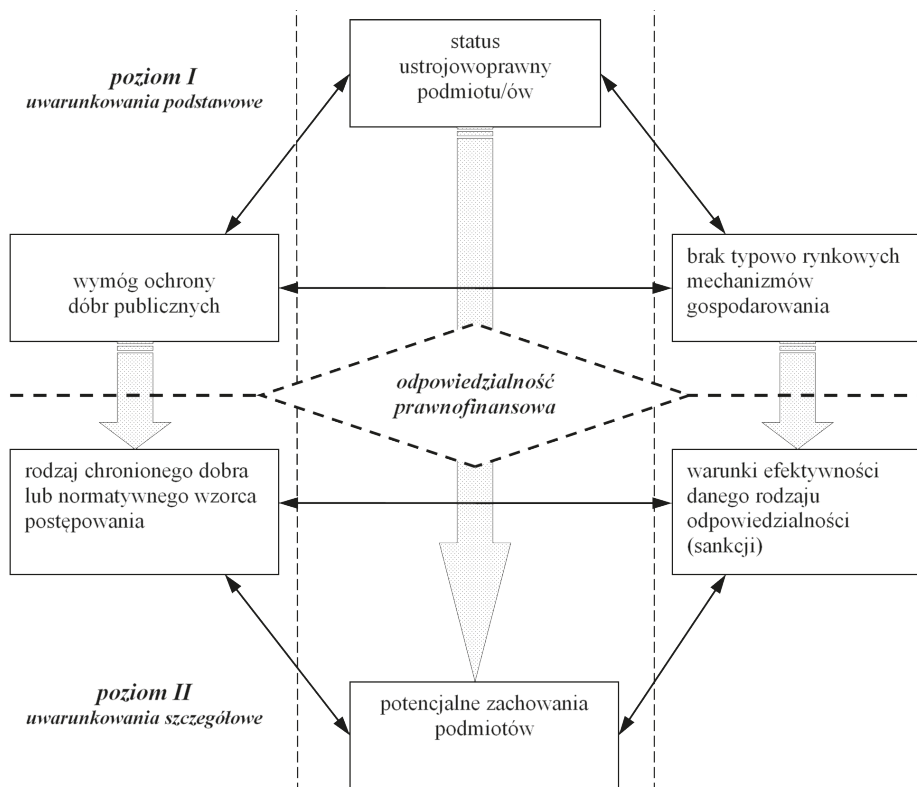 status
ustrojowoprawny
podmiotu/ów
poziom I
uwarunkowania podstawowe
wymóg ochrony
dóbr publicznych
brak typowo rynkowych
mechanizmów
gospodarowania
odpowiedzialność
prawnofinansowa
rodzaj chronionego dobra
lub normatywnego wzorca
postępowania
warunki efektywności
danego rodzaju
odpowiedzialności
(sankcji)
poziom II
uwarunkowania szczegółowe
potencjalne zachowania
podmiotów